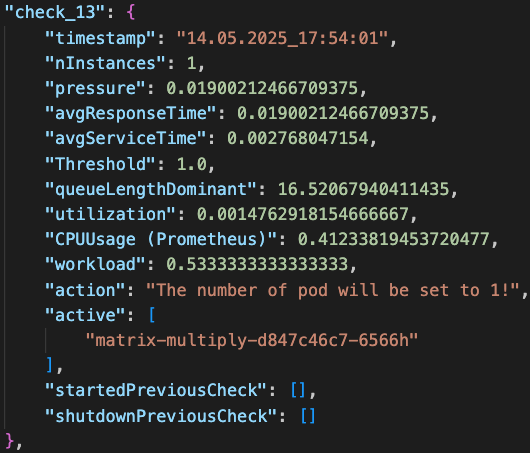 "check_13": {
"timestamp": "14.05.2025_17:54:01",
"nInstances": 1,
"pressure": 0.01900212466709375,
"avgResponseTime": 0.01900212466709375,
"avgServiceTime": 0.002768047154,
"Threshold": 1.0,
"queueLengthDominant": 16.52067940411435,
"utilization": 0.0014762918154666667,
"CPUUsage (Prometheus)": 0.41233819453720477,
"workload": 0.5333333333333333,
"action": "The number of pod will be set to 1!",
"active": [
"matrix-multiply-d847c46c7-6566h"
],
"startedPreviousCheck": [],
"shutdownPreviousCheck": []
},